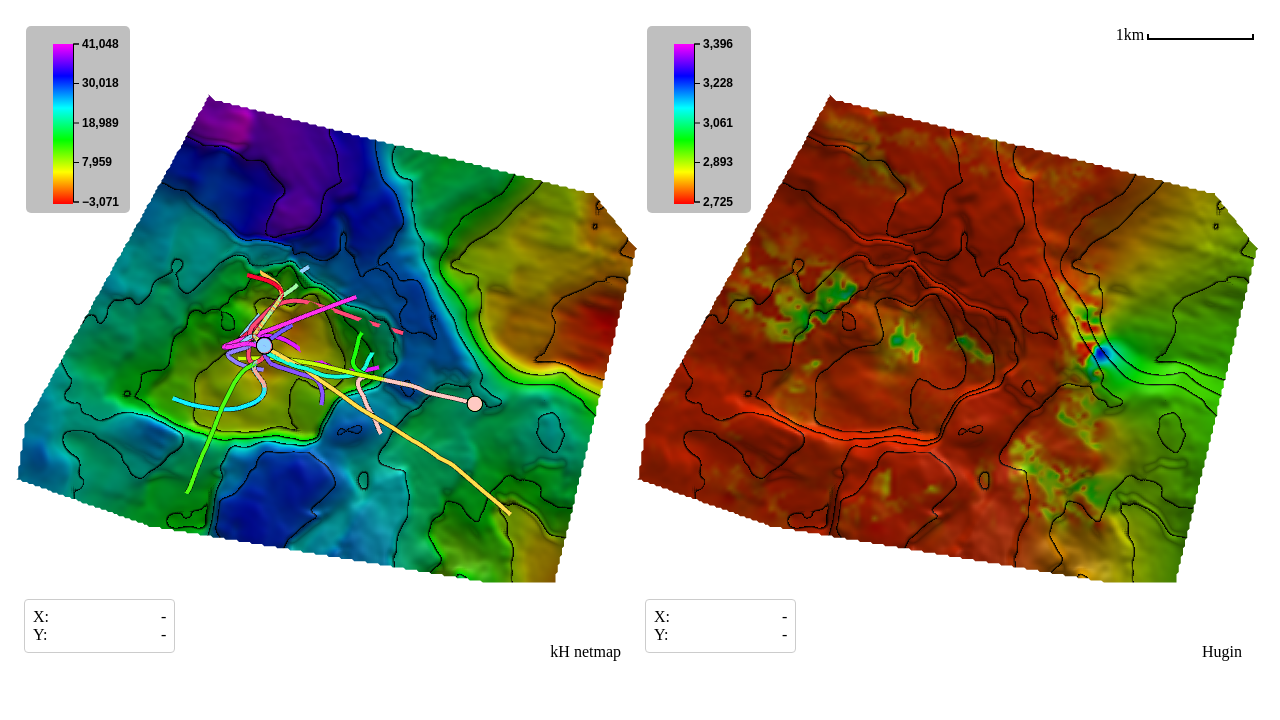 41,048
30,018
18,989
7,959
−3,071
3,396
3,228
3,061
2,893
2,725
1km
X: -
Y: -
kH netmap
X: -
Y: -
Hugin